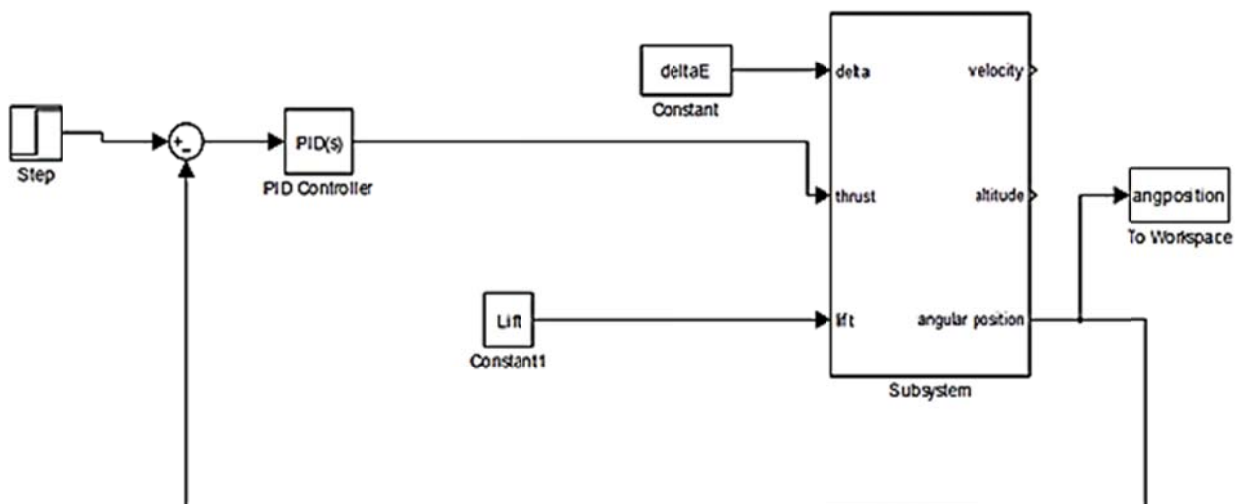 deltaE
Constant
delta
velocity
Step
+
-
PID(s)
PID Controller
thrust
altitude
angposition
To Workspace
Lift
Constant1
lift
angular position
Subsystem